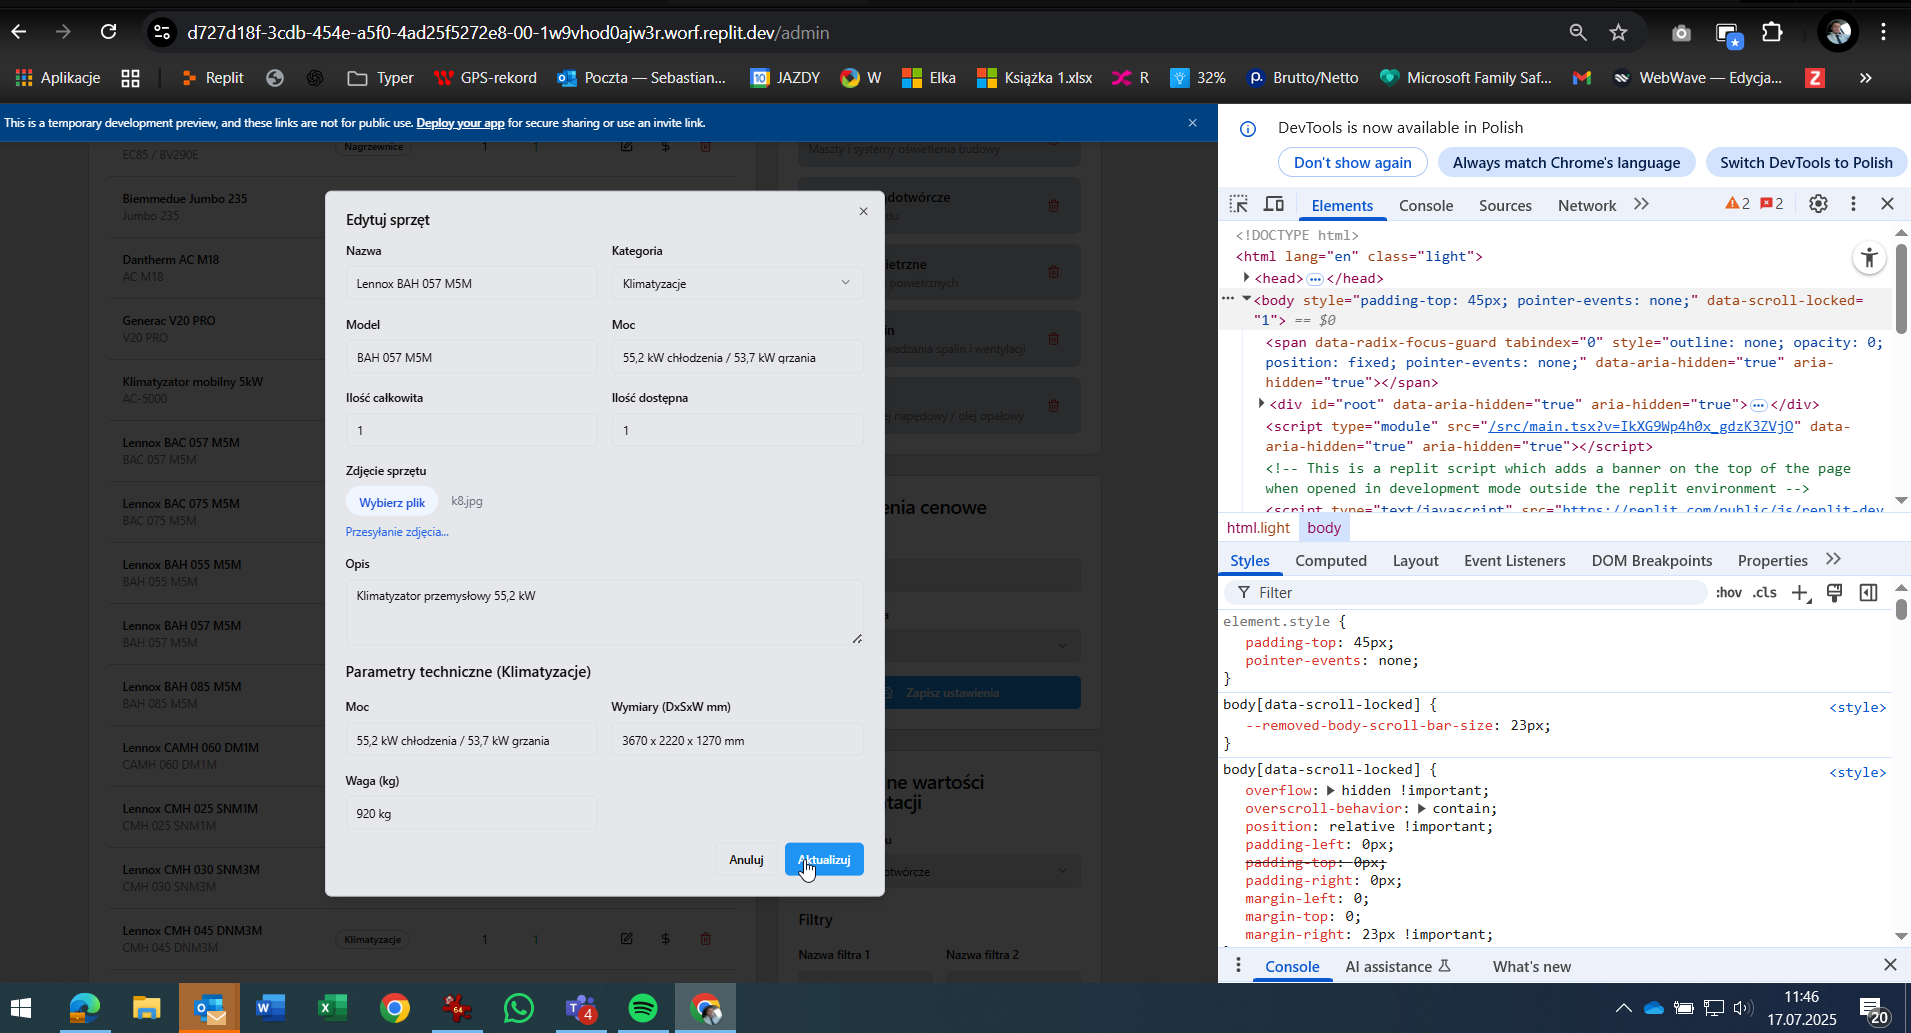 d727d18f-3cdb-454e-a5f0-4ad25f5272e8-00-1w9vhod0ajw3r.worf.replit.dev/admin
Aplikacje Replit Typer GPS-rekord Poczta — Sebastian... JAZDY W Elka Książka 1.xlsx R 32% Brutto/Netto Microsoft Family Saf... WebWave — Edycja... Z »
This is a temporary development preview, and these links are not for public use. Deploy your app for secure sharing or use an invite link.
EC85 / BV290E
Nagrzewnice 1 1 $
Biemmedue Jumbo 235
Jumbo 235
Dantherm AC M18
AC M18
Generac V20 PRO
V20 PRO
Klimatyzator mobilny 5kW
AC-5000
Lennox BAC 057 M5M
BAC 057 M5M
Lennox BAC 075 M5M
BAC 075 M5M
Lennox BAH 055 M5M
BAH 055 M5M
Lennox BAH 057 M5M
BAH 057 M5M
Lennox BAH 085 M5M
BAH 085 M5M
Lennox CAMH 060 DM1M
CAMH 060 DM1M
Lennox CMH 025 SNM1M
CMH 025 SNM1M
Lennox CMH 030 SNM3M
CMH 030 SNM3M
Lennox CMH 045 DNM3M
CMH 045 DNM3M
Klimatyzacje 1 1 $
Edytuj sprzęt
Nazwa Kategoria
Lennox BAH 057 M5M Klimatyzacje
Model Moc
BAH 057 M5M 55,2 kW chłodzenia / 53,7 kW grzania
Ilość całkowita Ilość dostępna
1 1
Zdjęcie sprzętu
Wybierz plik k8.jpg
Przesyłanie zdjęcia...
Opis
Klimatyzator przemysłowy 55,2 kW
Parametry techniczne (Klimatyzacje)
Moc Wymiary (DxSxW mm)
55,2 kW chłodzenia / 53,7 kW grzania 3670 x 2220 x 1270 mm
Waga (kg)
920 kg
Anuluj Aktualizuj
Maszty i systemy oświetlenia budowy
dotwórcze
du
ietrzne
powietrznych
in
wadzania spalin i wentylacji
ej napędowy / olej opałowy
enia cenowe
a
Zapisz ustawienia
ne wartości
tacji
u
otwórcze
Filtry
Nazwa filtra 1 Nazwa filtra 2
DevTools is now available in Polish
Don't show again Always match Chrome's language Switch DevTools to Polish
Elements Console Sources Network » 2 2
<!DOCTYPE html>
<html lang="en" class="light">
<head> ••• </head>
••• <body style="padding-top: 45px; pointer-events: none;" data-scroll-locked=
"1"> == $0
<span data-radix-focus-guard tabindex="0" style="outline: none; opacity: 0;
position: fixed; pointer-events: none;" data-aria-hidden="true" aria-
hidden="true"></span>
<div id="root" data-aria-hidden="true" aria-hidden="true"> ••• </div>
<script type="module" src="/src/main.tsx?v=IkXG9Wp4h0x_gdzK3ZVjO" data-
aria-hidden="true" aria-hidden="true"></script>
<!-- This is a replit script which adds a banner on the top of the page
when opened in development mode outside the replit environment -->
<script type="text/javascript" src="https://replit.com/public/js/replit-dev
html.light body
Styles Computed Layout Event Listeners DOM Breakpoints Properties »
Filter :hov .cls
element.style {
padding-top: 45px;
pointer-events: none;
}
body[data-scroll-locked] { <style>
--removed-body-scroll-bar-size: 23px;
}
body[data-scroll-locked] { <style>
overflow: hidden !important;
overscroll-behavior: contain;
position: relative !important;
padding-left: 0px;
padding-top: 0px;
padding-right: 0px;
margin-left: 0;
margin-top: 0;
margin-right: 23px !important;
Console AI assistance What's new
64
4
11:46
17.07.2025
20